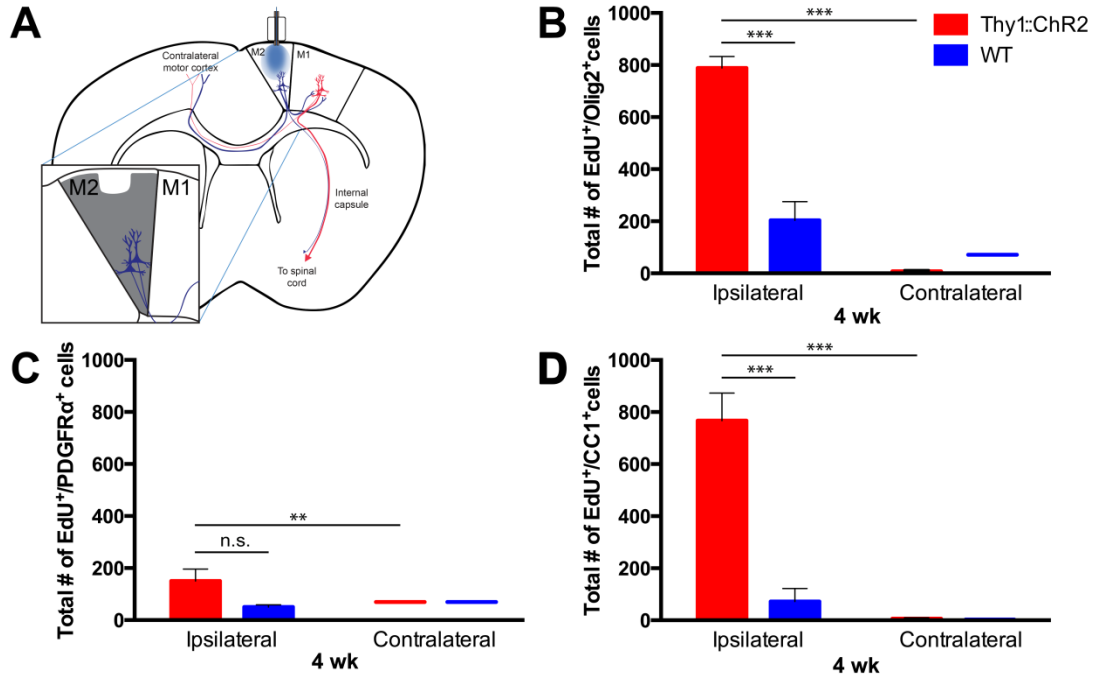 A
M2
M1
Contralateral
motor cortex
M2
M1
Internal
capsule
To spinal
cord
B
Total # of EdU⁺/Olig2⁺cells
1000
800
600
400
200
0
***
***
Thy1::ChR2
WT
Ipsilateral
Contralateral
4 wk
C
Total # of EdU⁺/PDGFRα⁺ cells
1000
800
600
400
200
0
**
n.s.
Ipsilateral
Contralateral
4 wk
D
Total # of EdU⁺/CC1⁺cells
1000
800
600
400
200
0
***
***
Ipsilateral
Contralateral
4 wk